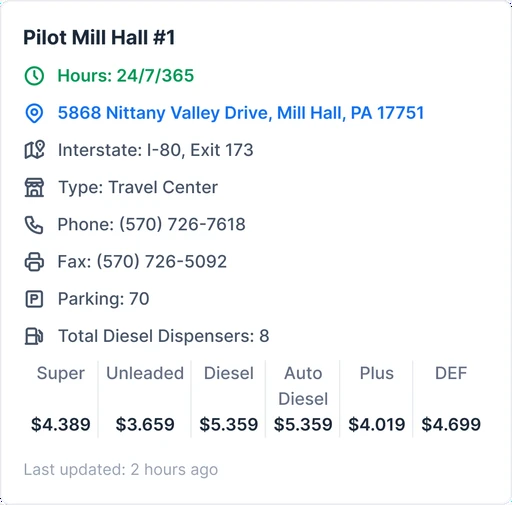 Pilot Mill Hall #1
Hours: 24/7/365
5868 Nittany Valley Drive, Mill Hall, PA 17751
Interstate: I-80, Exit 173
Type: Travel Center
Phone: (570) 726-7618
Fax: (570) 726-5092
P Parking: 70
Total Diesel Dispensers: 8
Super Unleaded Diesel Auto Diesel Plus DEF
$4.389 $3.659 $5.359 $5.359 $4.019 $4.699
Last updated: 2 hours ago